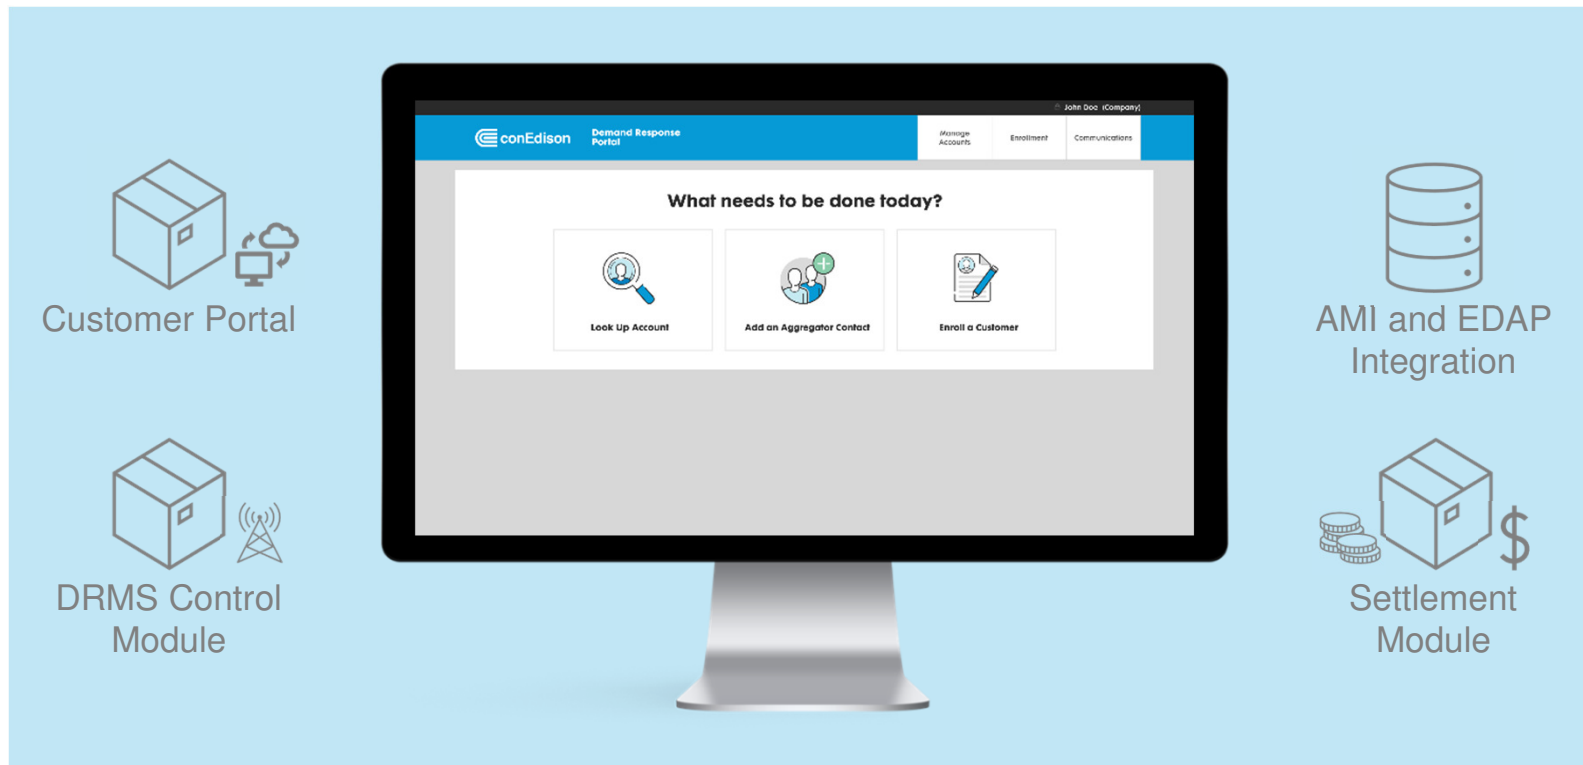 John Doe (Company)
conEdison
Demand Response
Portal
Manage
Accounts
Enrollment
Communications
What needs to be done today?
Look Up Account
Add an Aggregator Contact
Enroll a Customer
Customer Portal
AMI and EDAP
Integration
DRMS Control
Module
$
Settlement
Module